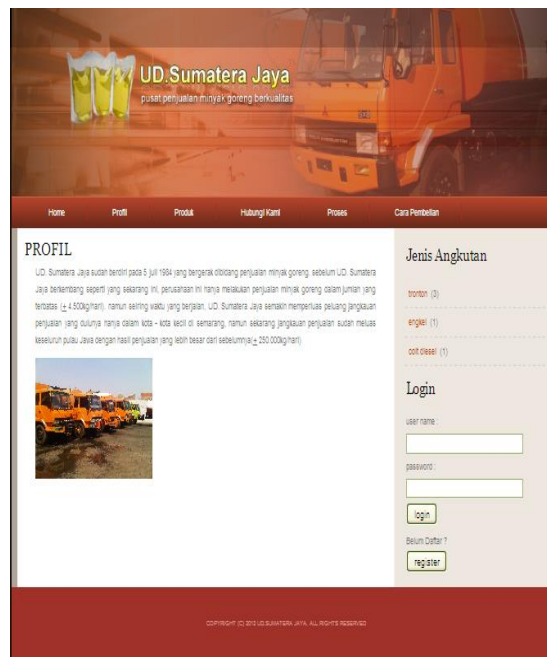 UD.Sumatera Jaya
pusat penjualan minyak goreng berkualitas
Home Profil Produk Hubungi Kami Proses Cara Pembelian
PROFIL
UD. Sumatera Jaya sudah berdiri pada 5 juli 1984 yang bergerak dibidang penjualan minyak goreng. sebelum UD. Sumatera
Jaya berkembang seperti yang sekarang ini, perusahaan ini hanya melakukan penjualan minyak goreng dalam jumlah yang
terbatas (± 4.500kg/hari). namun seiring waktu yang berjalan, UD. Sumatera Jaya semakin memperluas peluang jangkauan
penjualan yang dulunya hanya dalam kota - kota kecil di semarang, namun sekarang jangkauan penjualan sudah meluas
keseluruh pulau Jawa dengan hasil penjualan yang lebih besar dari sebelumnya(± 250.000kg/hari)
Jenis Angkutan
tronton (3)
engkel (1)
colt diesel (1)
Login
user name :
password :
login
Belum Daftar ?
register
COPYRIGHT (C) 2013 UD.SUMATERA JAYA. ALL RIGHTS RESERVED